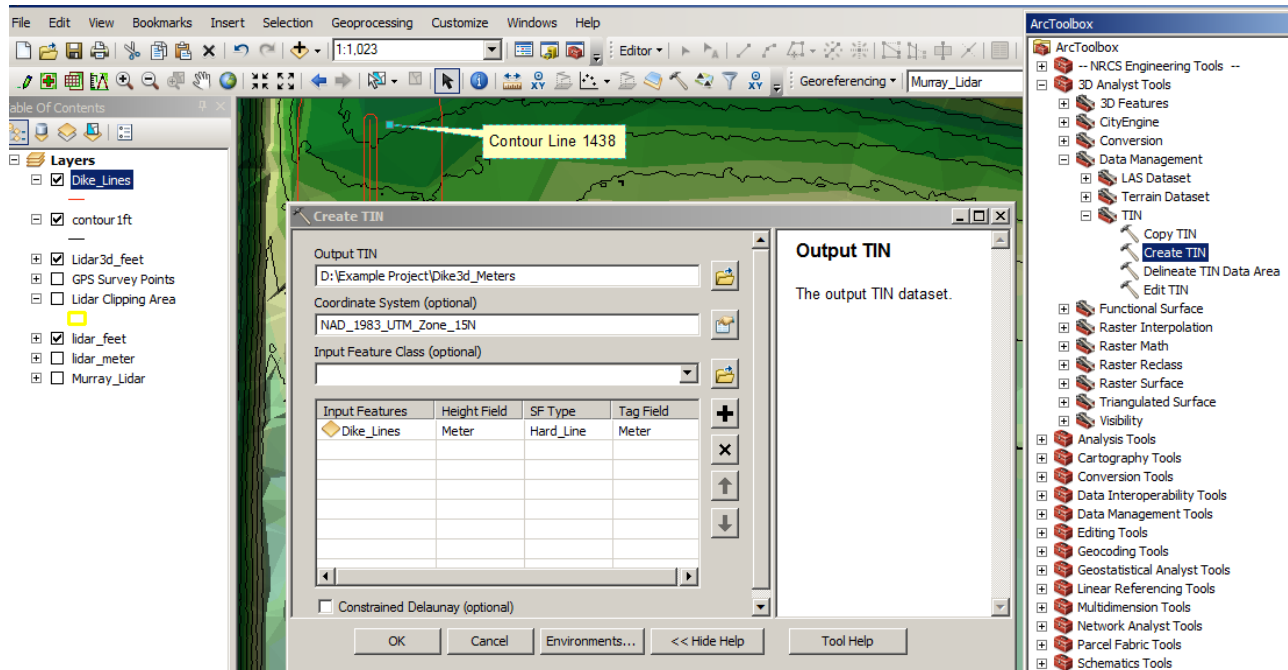 File Edit View Bookmarks Insert Selection Geoprocessing Customize Windows Help
1:1,023
Editor
Georeferencing
Murray_Lidar
able Of Contents
Layers
Dike_Lines
contour1ft
Lidar3d_feet
GPS Survey Points
Lidar Clipping Area
lidar_feet
lidar_meter
Murray_Lidar
Contour Line 1438
Create TIN
Output TIN
D:\Example Project\Dike3d_Meters
Coordinate System (optional)
NAD_1983_UTM_Zone_15N
Input Feature Class (optional)
Input Features Height Field SF Type Tag Field
Dike_Lines Meter Hard_Line Meter
Constrained Delaunay (optional)
OK Cancel Environments... << Hide Help Tool Help
Output TIN
The output TIN dataset.
ArcToolbox
ArcToolbox
-- NRCS Engineering Tools --
3D Analyst Tools
3D Features
CityEngine
Conversion
Data Management
LAS Dataset
Terrain Dataset
TIN
Copy TIN
Create TIN
Delineate TIN Data Area
Edit TIN
Functional Surface
Raster Interpolation
Raster Math
Raster Reclass
Raster Surface
Triangulated Surface
Visibility
Analysis Tools
Cartography Tools
Conversion Tools
Data Interoperability Tools
Data Management Tools
Editing Tools
Geocoding Tools
Geostatistical Analyst Tools
Linear Referencing Tools
Multidimension Tools
Network Analyst Tools
Parcel Fabric Tools
Schematics Tools